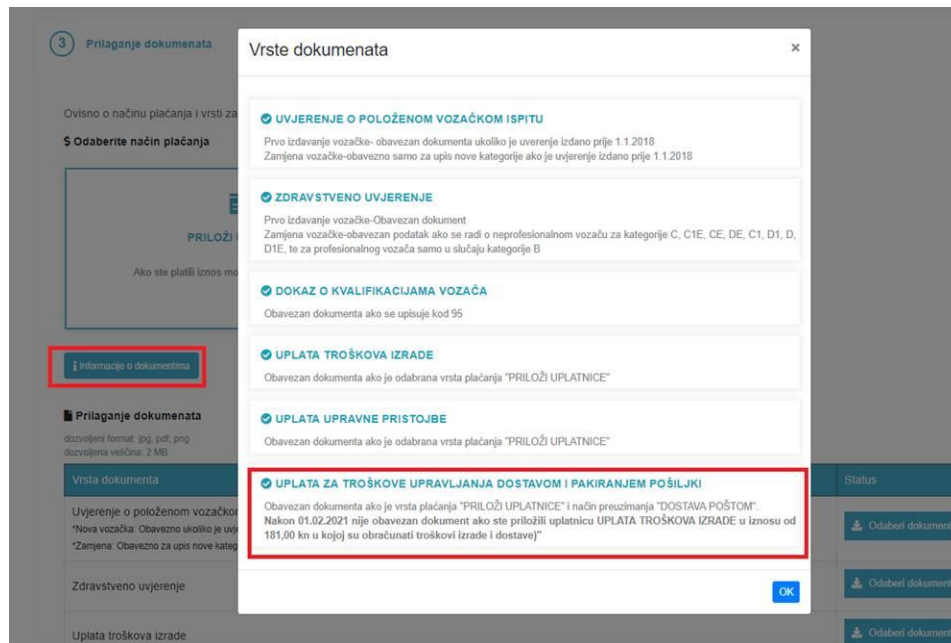 3 Prilaganje dokumenata
Vrste dokumenata
×
Ovisno o načinu plaćanja i vrsti za
$ Odaberite način plaćanja
PRILOŽI
Ako ste platili iznos mo
UVJERENJE O POLOŽENOM VOZAČKOM ISPITU
Prvo izdavanje vozačke- obavezan dokumenta ukoliko je uverenje izdano prije 1.1.2018
Zamjena vozačke-obavezno samo za upis nove kategorije ako je uvjerenje izdano prije 1.1.2018
ZDRAVSTVENO UVJERENJE
Prvo izdavanje vozačke-Obavezan dokument
Zamjena vozačke-obavezan podatak ako se radi o neprofesionalnom vozaču za kategorije C, C1E, CE, DE, C1, D1, D,
D1E, te za profesionalnog vozača samo u slučaju kategorije B
DOKAZ O KVALIFIKACIJAMA VOZAČA
Obavezan dokumenta ako se upisuje kod 95
UPLATA TROŠKOVA IZRADE
Obavezan dokumenta ako je odabrana vrsta plaćanja "PRILOŽI UPLATNICE"
UPLATA UPRAVNE PRISTOJBE
Obavezan dokumenta ako je odabrana vrsta plaćanja "PRILOŽI UPLATNICE"
UPLATA ZA TROŠKOVE UPRAVLJANJA DOSTAVOM I PAKIRANJEM POŠILJKI
Obavezan dokumenta ako je vrsta plaćanja "PRILOŽI UPLATNICE" i način preuzimanja "DOSTAVA POŠTOM".
Nakon 01.02.2021 nije obavezan dokument ako ste priložili uplatnicu UPLATA TROŠKOVA IZRADE u iznosu od
181,00 kn u kojoj su obračunati troškovi izrade i dostave)"
OK
i Informacije o dokumentima
Prilaganje dokumenata
dozvoljeni format: jpg, pdf, png
dozvoljena veličina: 2 MB
Vrsta dokumenta
Status
Uvjerenje o položenom vozačko
*Nova vozačka: Obavezno ukoliko je uvje
*Zamjena: Obavezno za upis nove kateg
Odaberi dokument
Zdravstveno uvjerenje
Odaberi dokument
Uplata troškova izrade
Odaberi dokument